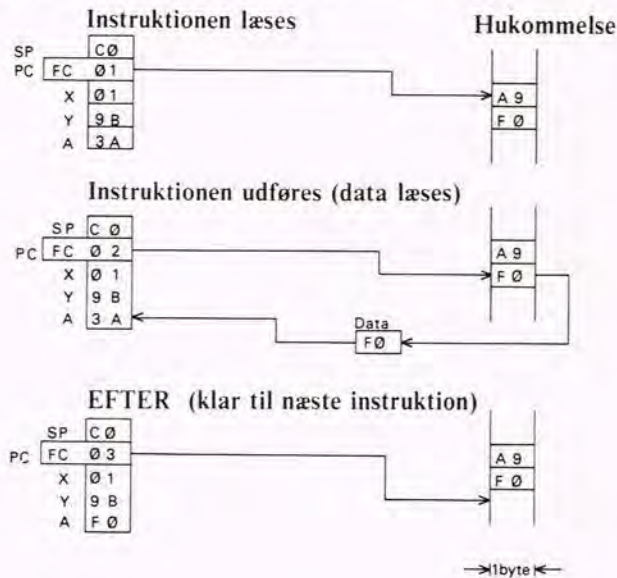 Instruktionen læses Hukommelse
SP CØ
PC FC Ø1
X Ø1
Y 9B
A 3A
A9
FØ
Instruktionen udføres (data læses)
SP CØ
PC FC Ø2
X Ø1
Y 9B
A 3A
A9
FØ
Data
FØ
EFTER (klar til næste instruktion)
SP CØ
PC FC Ø3
X Ø1
Y 9B
A FØ
A9
FØ
1byte